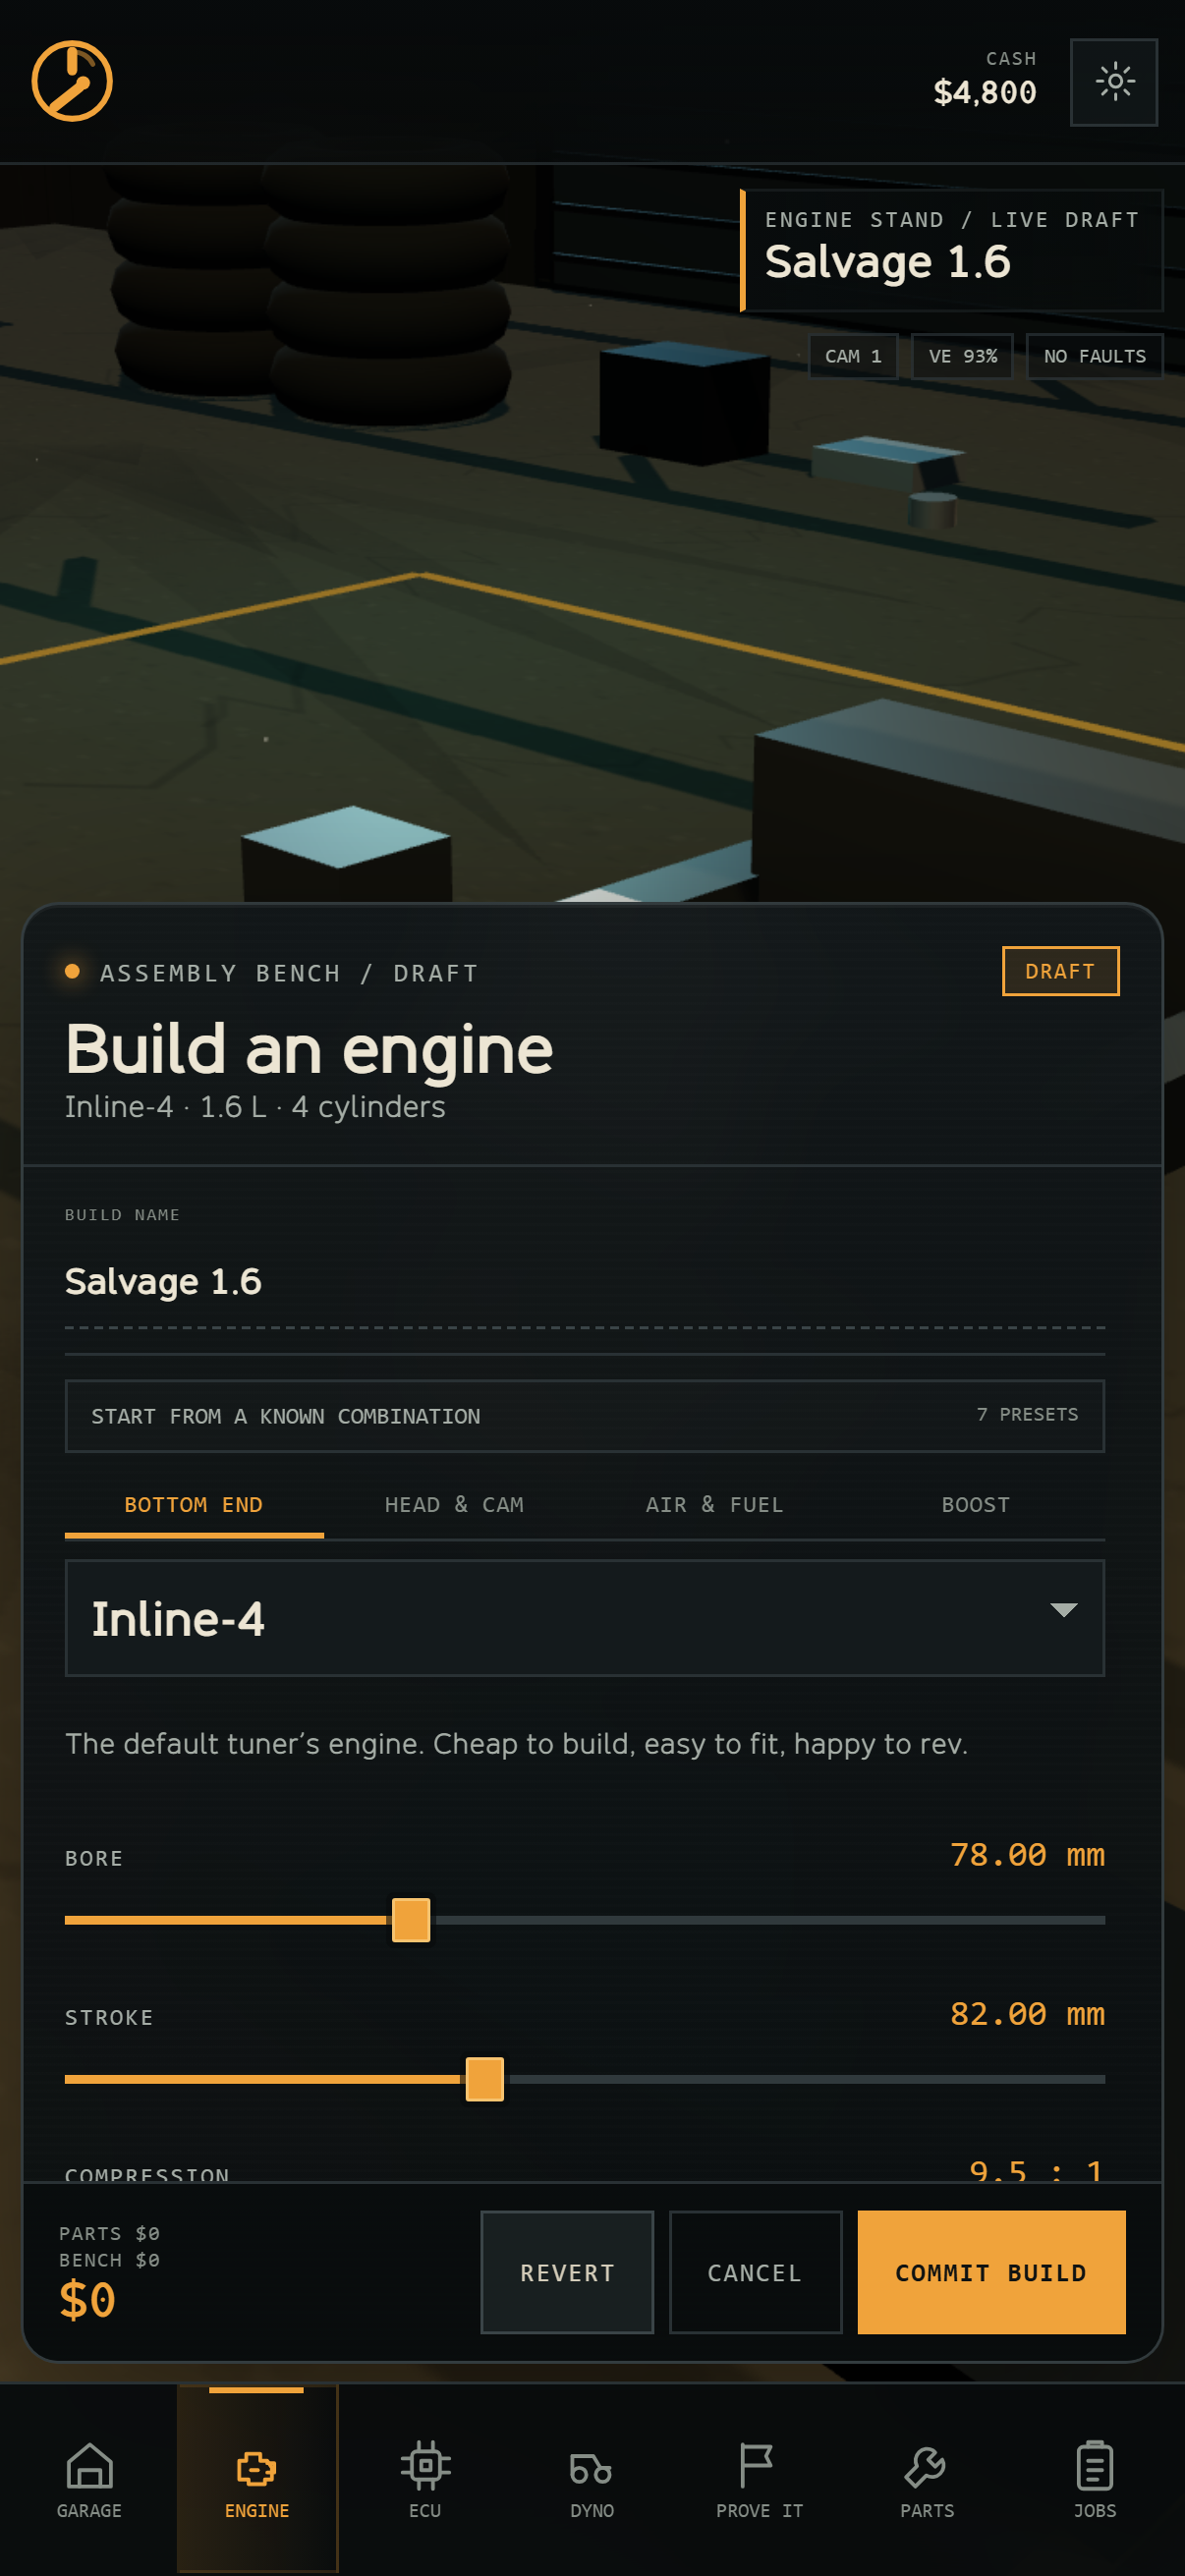 CASH
$4,800
ENGINE STAND / LIVE DRAFT
Salvage 1.6
CAM 1
VE 93%
NO FAULTS
ASSEMBLY BENCH / DRAFT
DRAFT
Build an engine
Inline-4 · 1.6 L · 4 cylinders
BUILD NAME
Salvage 1.6
START FROM A KNOWN COMBINATION
7 PRESETS
BOTTOM END
HEAD & CAM
AIR & FUEL
BOOST
Inline-4
The default tuner’s engine. Cheap to build, easy to fit, happy to rev.
BORE
78.00 mm
STROKE
82.00 mm
COMPRESSION
9.5 : 1
PARTS $0
BENCH $0
$0
REVERT
CANCEL
COMMIT BUILD
GARAGE
ENGINE
ECU
DYNO
PROVE IT
PARTS
JOBS